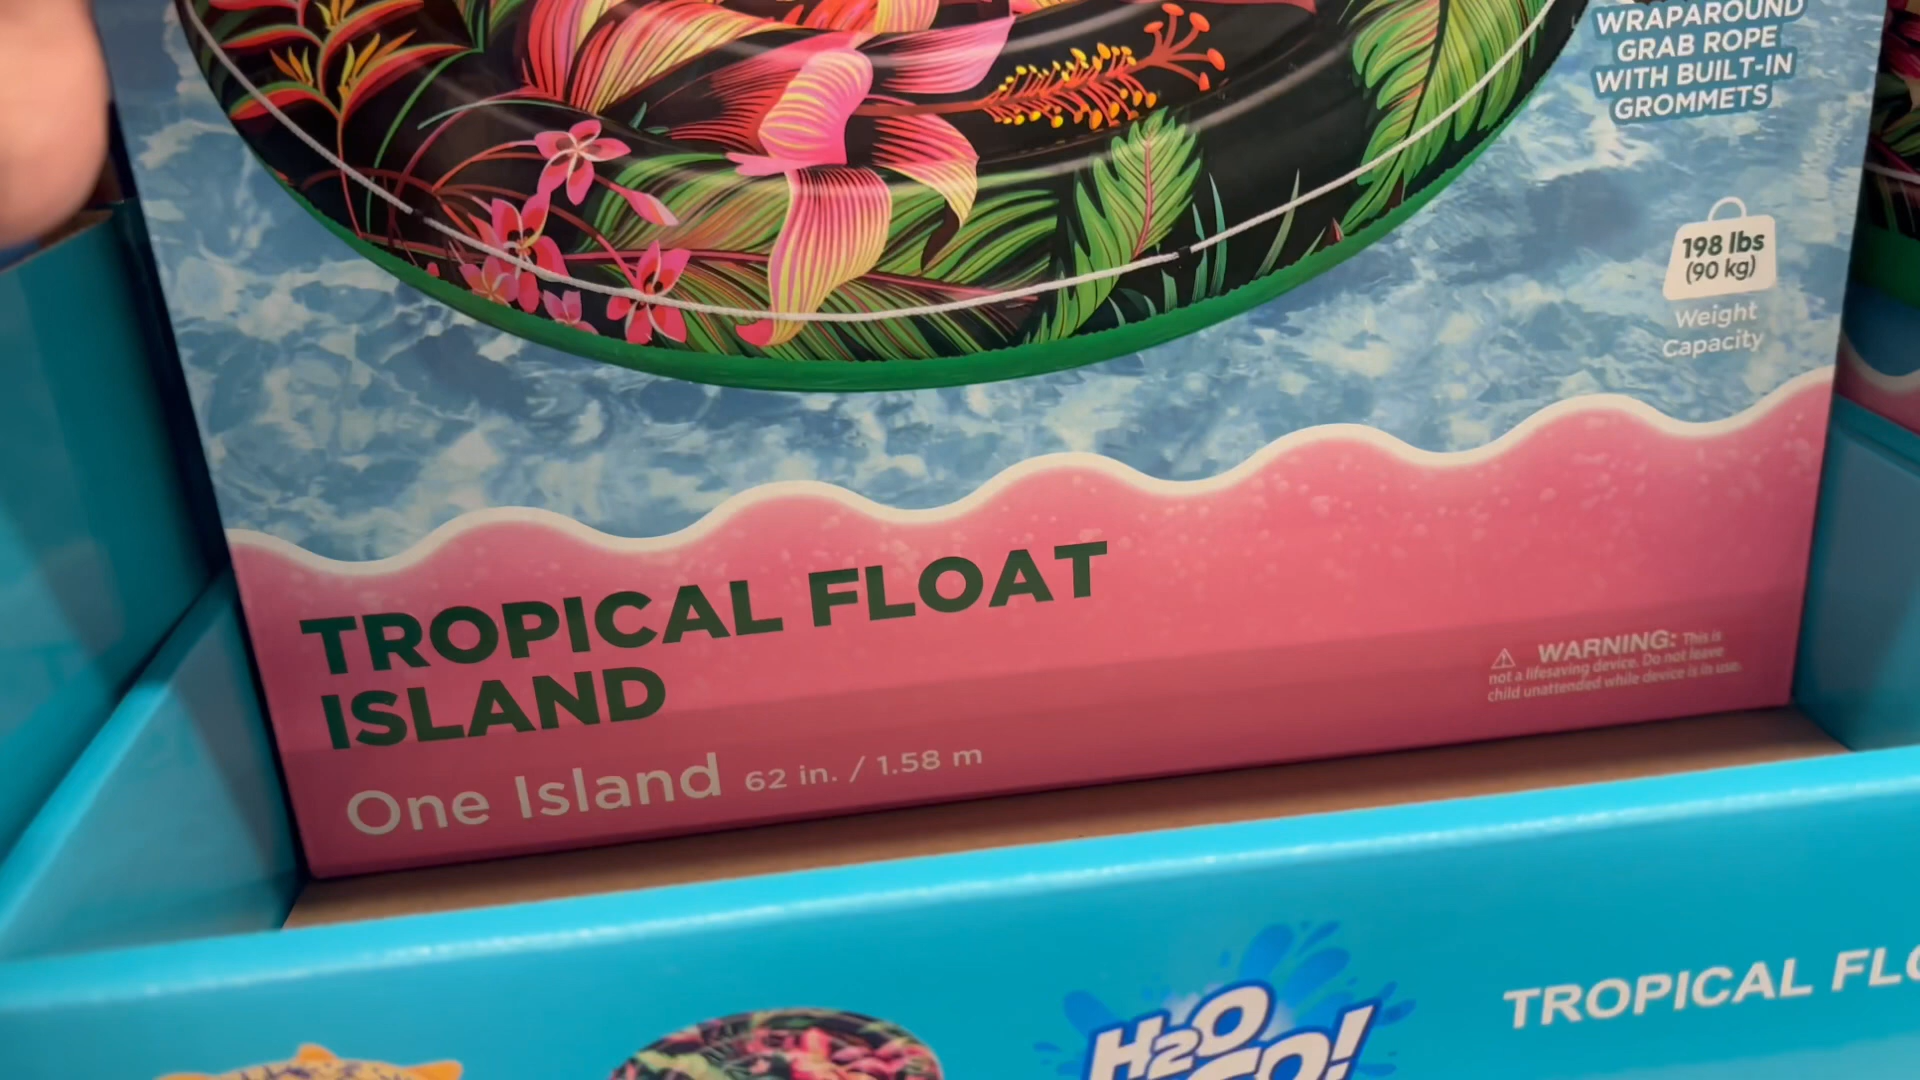 WRAPAROUND
GRAB ROPE
WITH BUILT-IN
GROMMETS
198 lbs
(90 kg)
Weight
Capacity
TROPICAL FLOAT
ISLAND
One Island 62 in. / 1.58 m
WARNING: This is
not a lifesaving device. Do not leave
child unattended while device is in use.
H2O
TROPICAL FLO